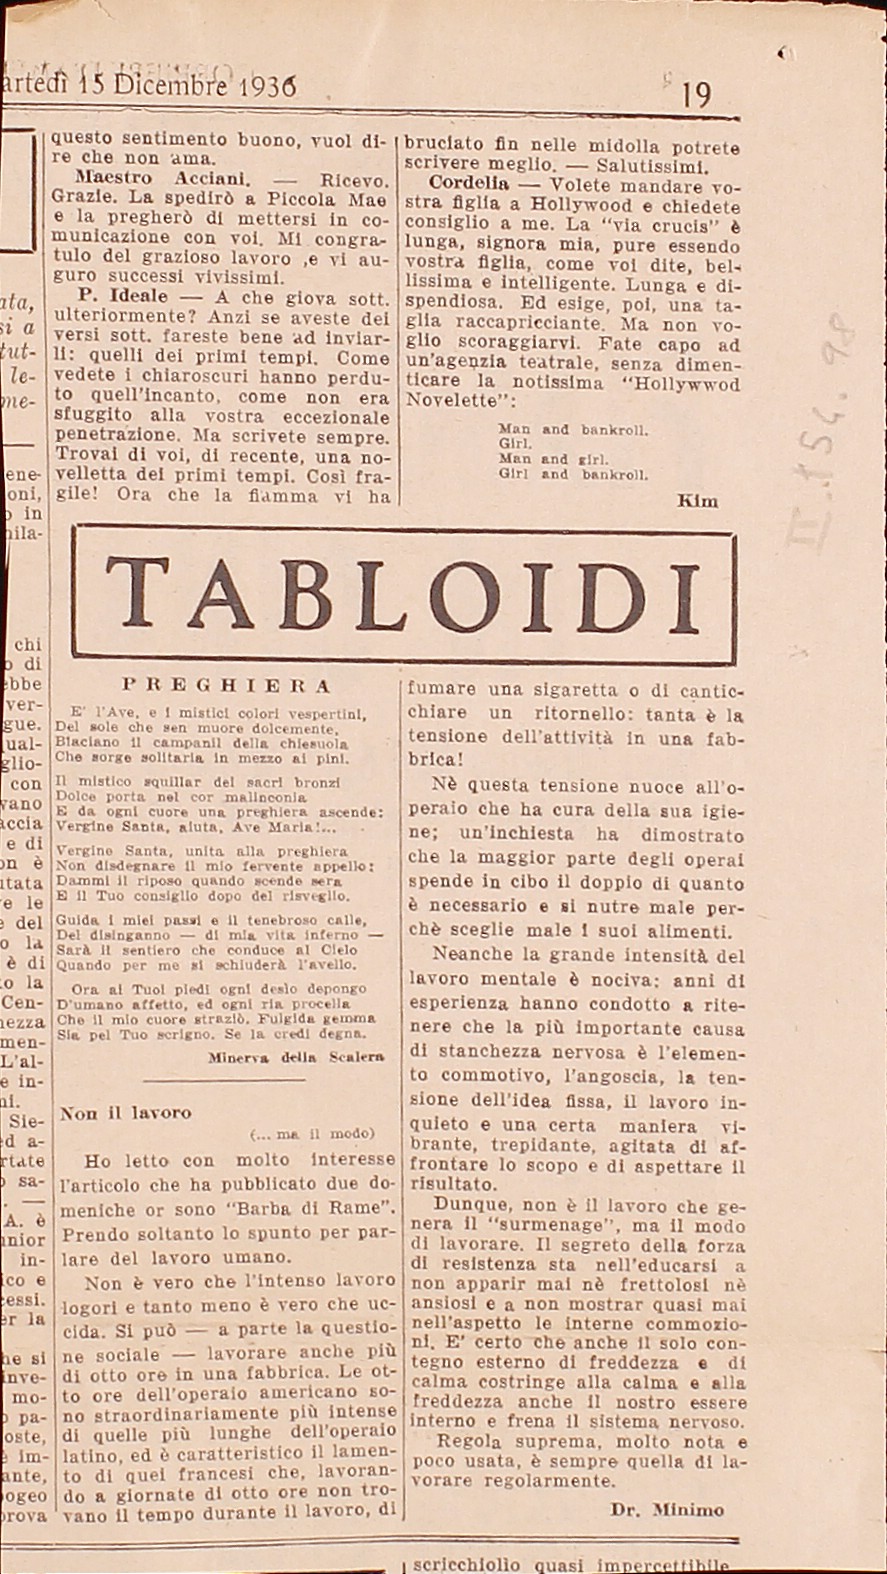 artedì 15 Dicembre 1936
19
questo sentimento buono, vuol di-
re che non ama.
Maestro Acciani. — Ricevo.
Grazie. La spedirò a Piccola Mae
e la pregherò di mettersi in co-
municazione con voi. Mi congra-
tulo del grazioso lavoro ,e vi au-
guro successi vivissimi.
P. Ideale — A che giova sott.
ulteriormente? Anzi se aveste dei
versi sott. fareste bene ad inviar-
li: quelli dei primi tempi. Come
vedete i chiaroscuri hanno perdu-
to quell'incanto, come non era
sfuggito alla vostra eccezionale
penetrazione. Ma scrivete sempre.
Trovai di voi, di recente, una no-
velletta dei primi tempi. Così fra-
gile! Ora che la fiamma vi ha
bruciato fin nelle midolla potrete
scrivere meglio. — Salutissimi.
Cordelia — Volete mandare vo-
stra figlia a Hollywood e chiedete
consiglio a me. La "via crucis" è
lunga, signora mia, pure essendo
vostra figlia, come voi dite, bel-
lissima e intelligente. Lunga e di-
spendiosa. Ed esige, poi, una ta-
glia raccapricciante. Ma non vo-
glio scoraggiarvi. Fate capo ad
un'agenzia teatrale, senza dimen-
ticare la notissima "Hollywwod
Novelette":
Man and bankroll.
Girl.
Man and girl.
Girl and bankroll.
Kim
II.154.98
TABLOIDI
PREGHIERA
E' l'Ave, e i mistici colori vespertini,
Del sole che sen muore dolcemente,
Biaciano il campanil della chiesuola
Che sorge solitaria in mezzo ai pini.
Il mistico squillar dei sacri bronzi
Dolce porta nel cor malinconia
E da ogni cuore una preghiera ascende:
Vergine Santa, aiuta, Ave Maria!...
Vergine Santa, unita alla preghiera
Non disdegnare il mio fervente appello:
Dammi il riposo quando scende sera
E il Tuo consiglio dopo del risveglio.
Guida i miei passi e il tenebroso calle,
Del disinganno — di mia vita inferno —
Sarà il sentiero che conduce al Cielo
Quando per me si schiuderà l'avello.
Ora ai Tuoi piedi ogni desio depongo
D'umano affetto, ed ogni ria procella
Che il mio cuore straziò. Fulgida gemma
Sia pel Tuo scrigno. Se la credi degna.
Minerva della Scalera
Non il lavoro
(... ma il modo)
Ho letto con molto interesse
l'articolo che ha pubblicato due do-
meniche or sono "Barba di Rame".
Prendo soltanto lo spunto per par-
lare del lavoro umano.
Non è vero che l'intenso lavoro
logori e tanto meno è vero che uc-
cida. Si può — a parte la questio-
ne sociale — lavorare anche più
di otto ore in una fabbrica. Le ot-
to ore dell'operaio americano so-
no straordinariamente più intense
di quelle più lunghe dell'operaio
latino, ed è caratteristico il lamen-
to di quei francesi che, lavoran-
do a giornate di otto ore non tro-
vano il tempo durante il lavoro, di
fumare una sigaretta o di cantic-
chiare un ritornello: tanta è la
tensione dell'attività in una fab-
brica!
Nè questa tensione nuoce all'o-
peraio che ha cura della sua igie-
ne; un'inchiesta ha dimostrato
che la maggior parte degli operai
spende in cibo il doppio di quanto
è necessario e si nutre male per-
chè sceglie male i suoi alimenti.
Neanche la grande intensità del
lavoro mentale è nociva: anni di
esperienza hanno condotto a rite-
nere che la più importante causa
di stanchezza nervosa è l'elemen-
to commotivo, l'angoscia, la ten-
sione dell'idea fissa, il lavoro in-
quieto e una certa maniera vi-
brante, trepidante, agitata di af-
frontare lo scopo e di aspettare il
risultato.
Dunque, non è il lavoro che ge-
nera il "surmenage", ma il modo
di lavorare. Il segreto della forza
di resistenza sta nell'educarsi a
non apparir mai nè frettolosi nè
ansiosi e a non mostrar quasi mai
nell'aspetto le interne commozio-
ni. E' certo che anche il solo con-
tegno esterno di freddezza e di
calma costringe alla calma e alla
freddezza anche il nostro essere
interno e frena il sistema nervoso.
Regola suprema, molto nota e
poco usata, è sempre quella di la-
vorare regolarmente.
Dr. Minimo
scricchiolio quasi impercettibile